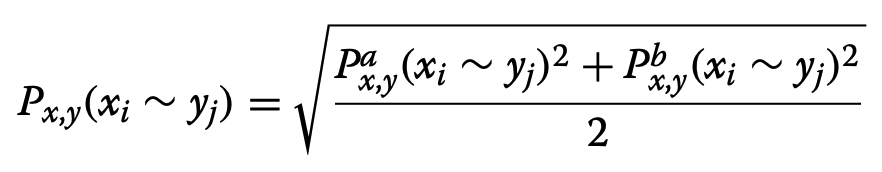 $P_{x,y}(x_i \sim y_j) = \sqrt{\frac{P^a_{x,y}(x_i \sim y_j)^2 + P^b_{x,y}(x_i \sim y_j)^2}{2}}$